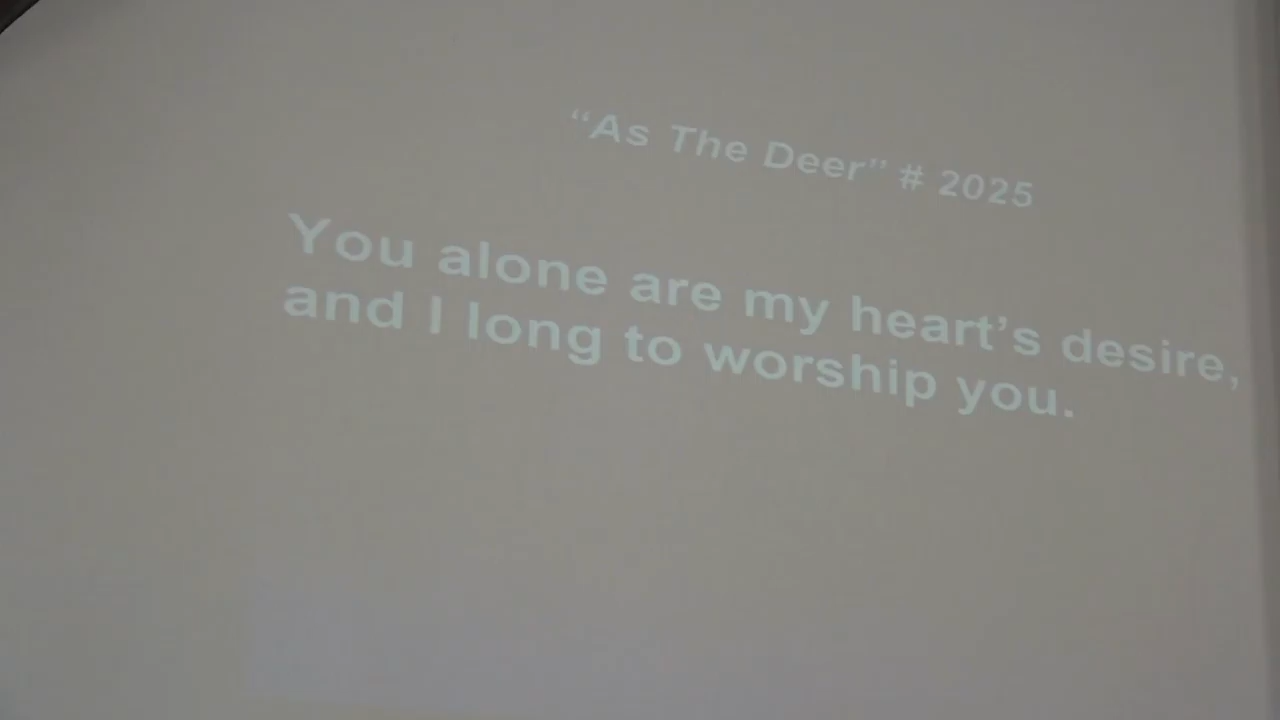 “As The Deer” # 2025
You alone are my heart’s desire,
and I long to worship you.